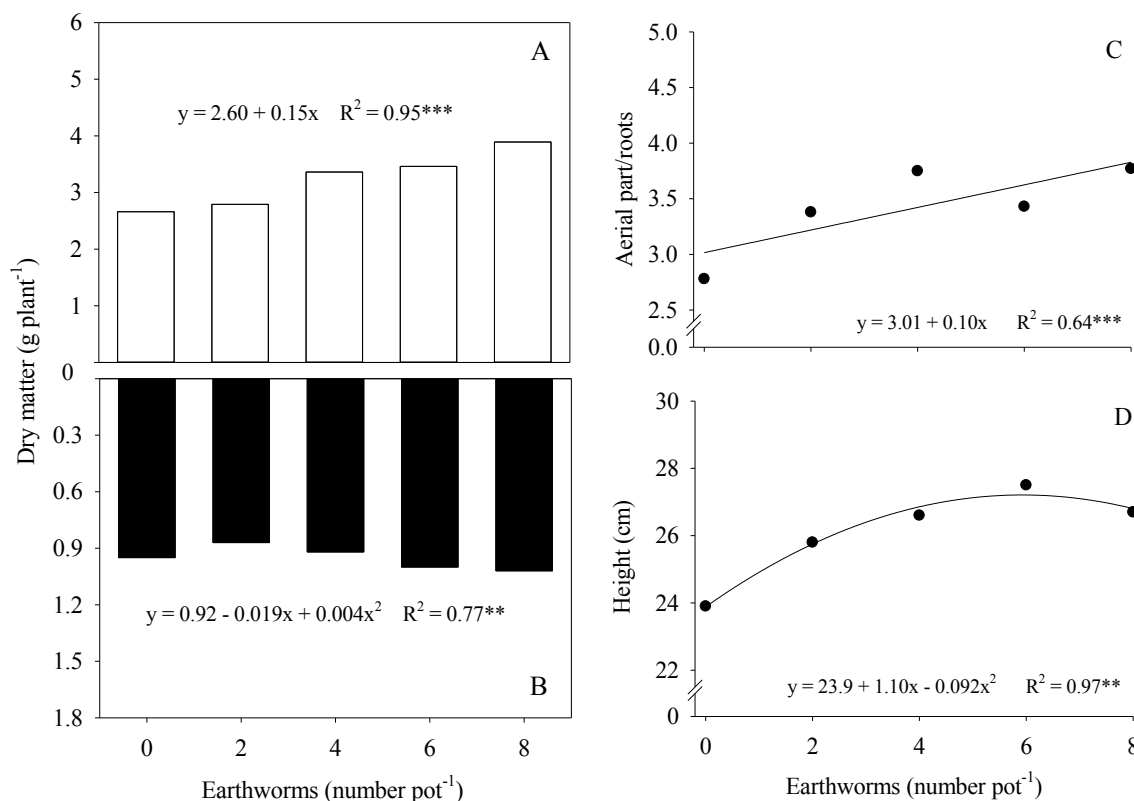 A
y = 2.60 + 0.15x R² = 0.95***
6
5
4
3
2
1
0
Dry matter (g plant⁻¹)
0.3
0.6
0.9
1.2
1.5
1.8
y = 0.92 - 0.019x + 0.004x² R² = 0.77**
B
0 2 4 6 8
Earthworms (number pot⁻¹)
C
5.0
4.5
4.0
3.5
3.0
2.5
0.0
Aerial part/roots
y = 3.01 + 0.10x R² = 0.64***
D
30
28
26
24
22
0
Height (cm)
y = 23.9 + 1.10x - 0.092x² R² = 0.97**
0 2 4 6 8
Earthworms (number pot⁻¹)